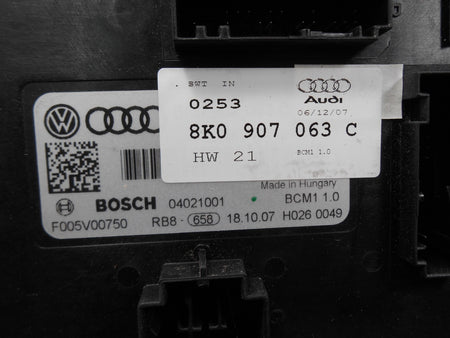 SWT IN
0253
Audi
06/12/07
8K0 907 063 C
HW 21
BCM1 1.0
Made in Hungary
BOSCH 04021001
BCM1 1.0
F005V00750 RB8 - 658 18.10.07 H026 0049